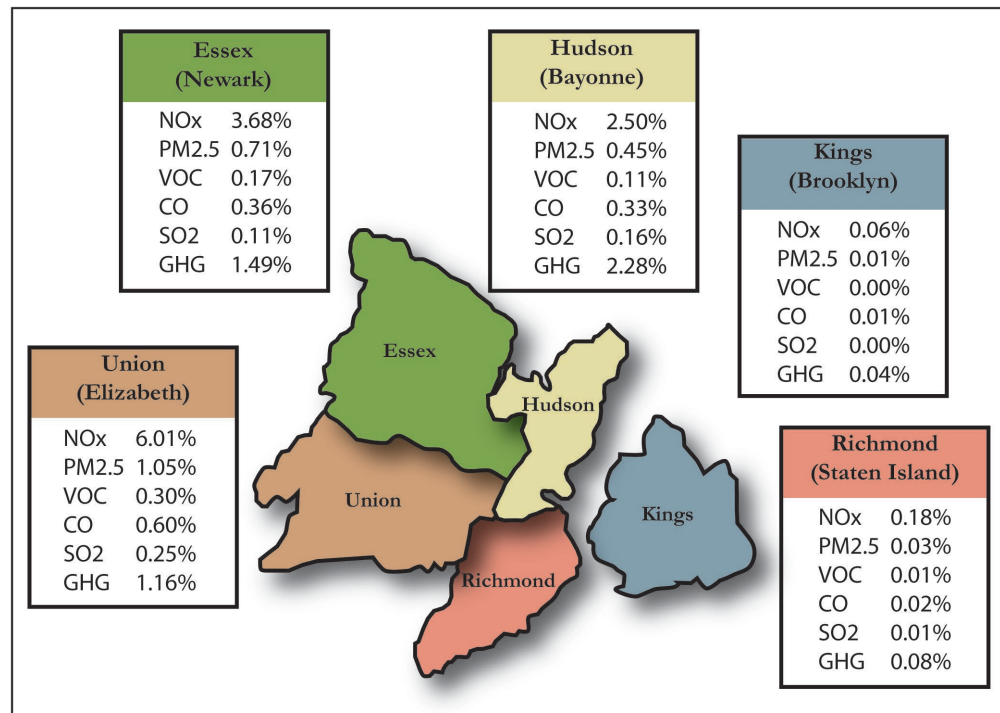 Essex
(Newark)
NOx 3.68%
PM2.5 0.71%
VOC 0.17%
CO 0.36%
SO2 0.11%
GHG 1.49%
Hudson
(Bayonne)
NOx 2.50%
PM2.5 0.45%
VOC 0.11%
CO 0.33%
SO2 0.16%
GHG 2.28%
Kings
(Brooklyn)
NOx 0.06%
PM2.5 0.01%
VOC 0.00%
CO 0.01%
SO2 0.00%
GHG 0.04%
Union
(Elizabeth)
NOx 6.01%
PM2.5 1.05%
VOC 0.30%
CO 0.60%
SO2 0.25%
GHG 1.16%
Richmond
(Staten Island)
NOx 0.18%
PM2.5 0.03%
VOC 0.01%
CO 0.02%
SO2 0.01%
GHG 0.08%
Essex
Hudson
Union
Kings
Richmond